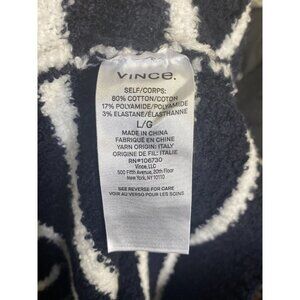 VINCE.
SELF/CORPS:
80% COTTON/COTON
17% POLYAMIDE/POLYAMIDE
3% ELASTANE/ÉLASTHANNE
L/G
MADE IN CHINA
FABRIQUÉ EN CHINE
YARN ORIGIN: ITALY
ORIGINE DE FIL: ITALIE
RN#106730
Vince, LLC
500 Fifth Avenue, 20th Floor
New York, NY 10110
SEE REVERSE FOR CARE
VOIR AU VERSO POUR LES SOINS